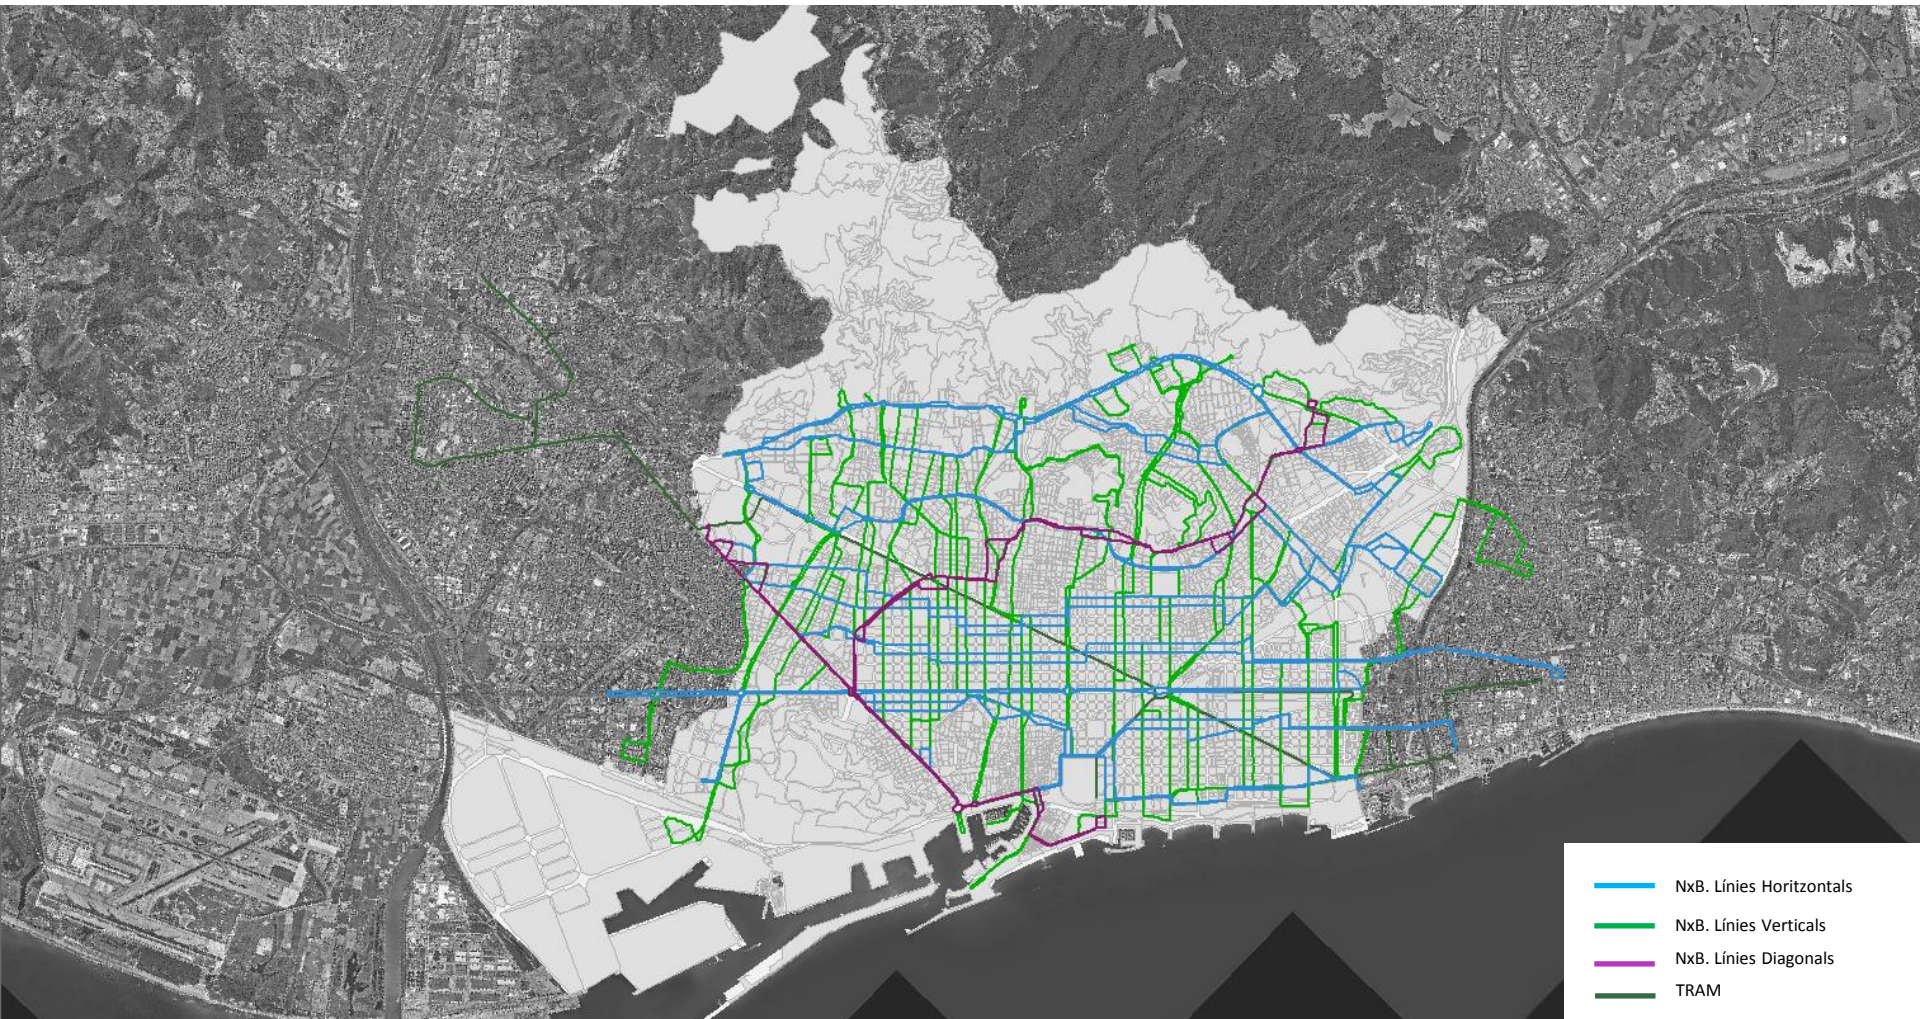 NxB. Línies Horitzontals
NxB. Línies Verticals
NxB. Línies Diagonals
TRAM